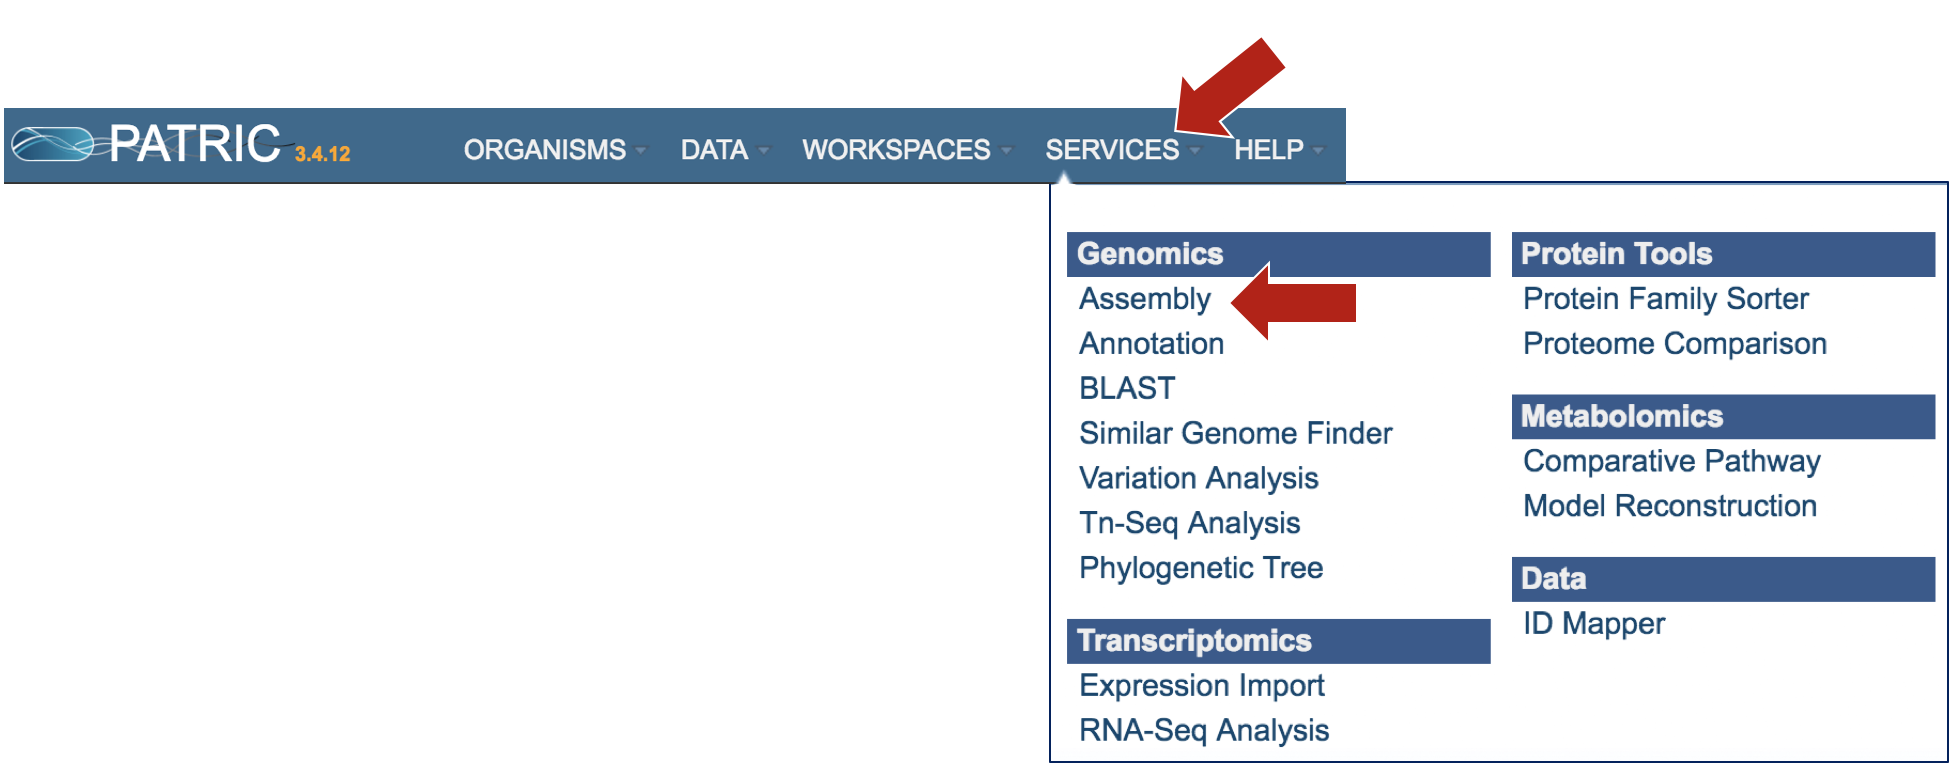 PATRIC 3.4.12 ORGANISMS DATA WORKSPACES SERVICES HELP
Genomics
Assembly
Annotation
BLAST
Similar Genome Finder
Variation Analysis
Tn-Seq Analysis
Phylogenetic Tree
Transcriptomics
Expression Import
RNA-Seq Analysis
Protein Tools
Protein Family Sorter
Proteome Comparison
Metabolomics
Comparative Pathway
Model Reconstruction
Data
ID Mapper